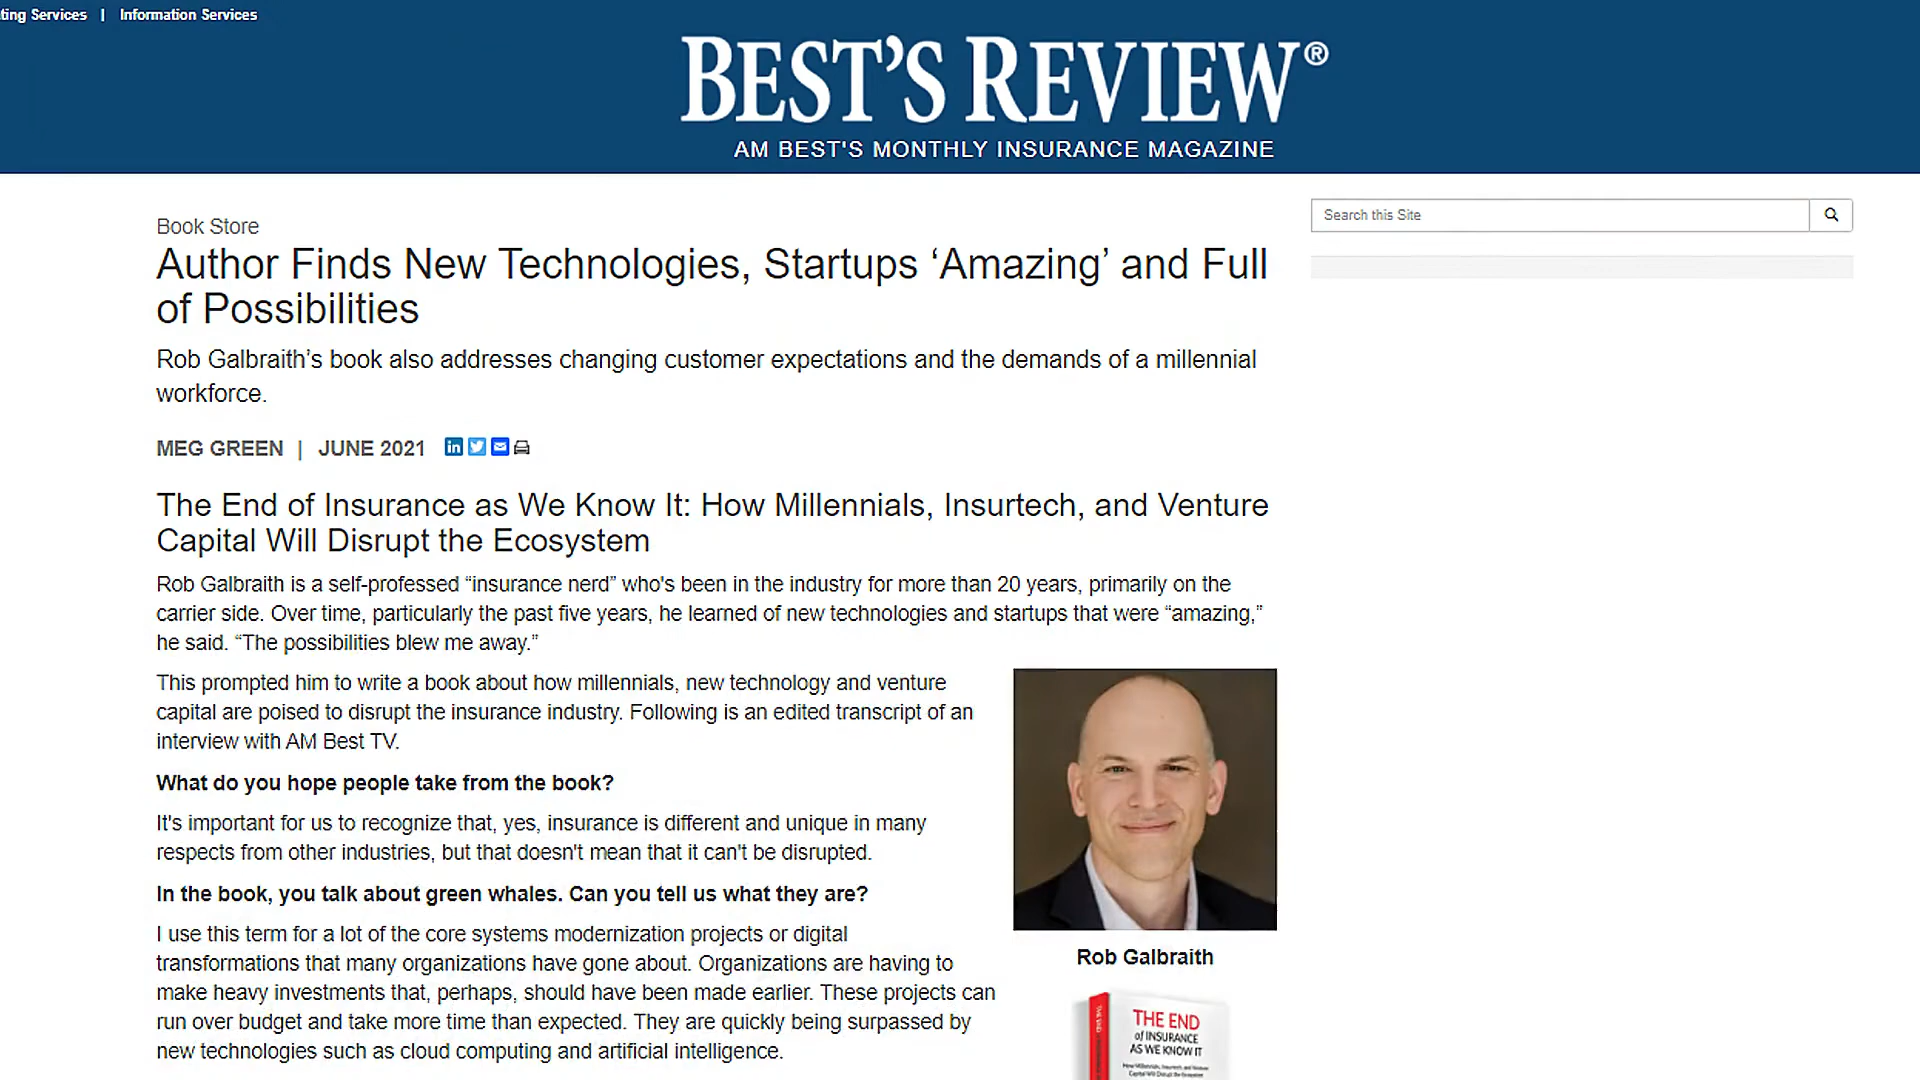 ting Services | Information Services
BEST'S REVIEW®
AM BEST'S MONTHLY INSURANCE MAGAZINE
Search this Site
Book Store
Author Finds New Technologies, Startups ‘Amazing’ and Full
of Possibilities
Rob Galbraith’s book also addresses changing customer expectations and the demands of a millennial
workforce.
MEG GREEN | JUNE 2021
in
The End of Insurance as We Know It: How Millennials, Insurtech, and Venture
Capital Will Disrupt the Ecosystem
Rob Galbraith is a self-professed “insurance nerd” who's been in the industry for more than 20 years, primarily on the
carrier side. Over time, particularly the past five years, he learned of new technologies and startups that were “amazing,”
he said. “The possibilities blew me away.”
This prompted him to write a book about how millennials, new technology and venture
capital are poised to disrupt the insurance industry. Following is an edited transcript of an
interview with AM Best TV.
What do you hope people take from the book?
It's important for us to recognize that, yes, insurance is different and unique in many
respects from other industries, but that doesn't mean that it can't be disrupted.
In the book, you talk about green whales. Can you tell us what they are?
I use this term for a lot of the core systems modernization projects or digital
transformations that many organizations have gone about. Organizations are having to
make heavy investments that, perhaps, should have been made earlier. These projects can
run over budget and take more time than expected. They are quickly being surpassed by
new technologies such as cloud computing and artificial intelligence.
Rob Galbraith
THE END
of INSURANCE
AS WE KNOW IT
How Millennials, Insurtech, and Venture
Capital Will Disrupt the Ecosystem
THE END